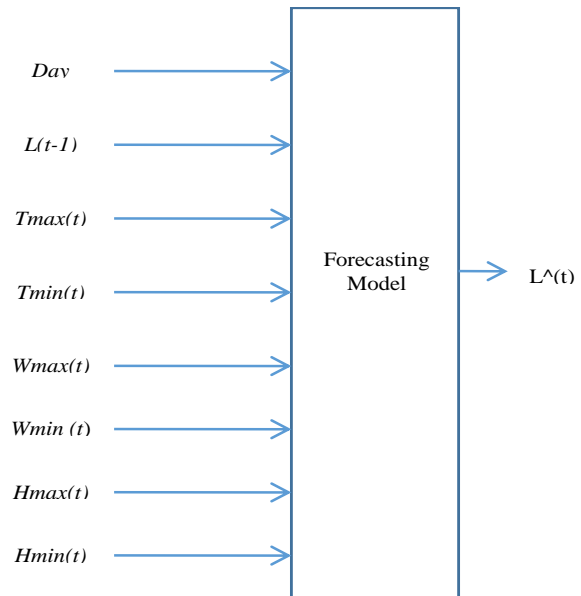 Day
L(t-1)
Tmax(t)
Tmin(t)
Wmax(t)
Wmin (t)
Hmax(t)
Hmin(t)
Forecasting
Model
L^(t)